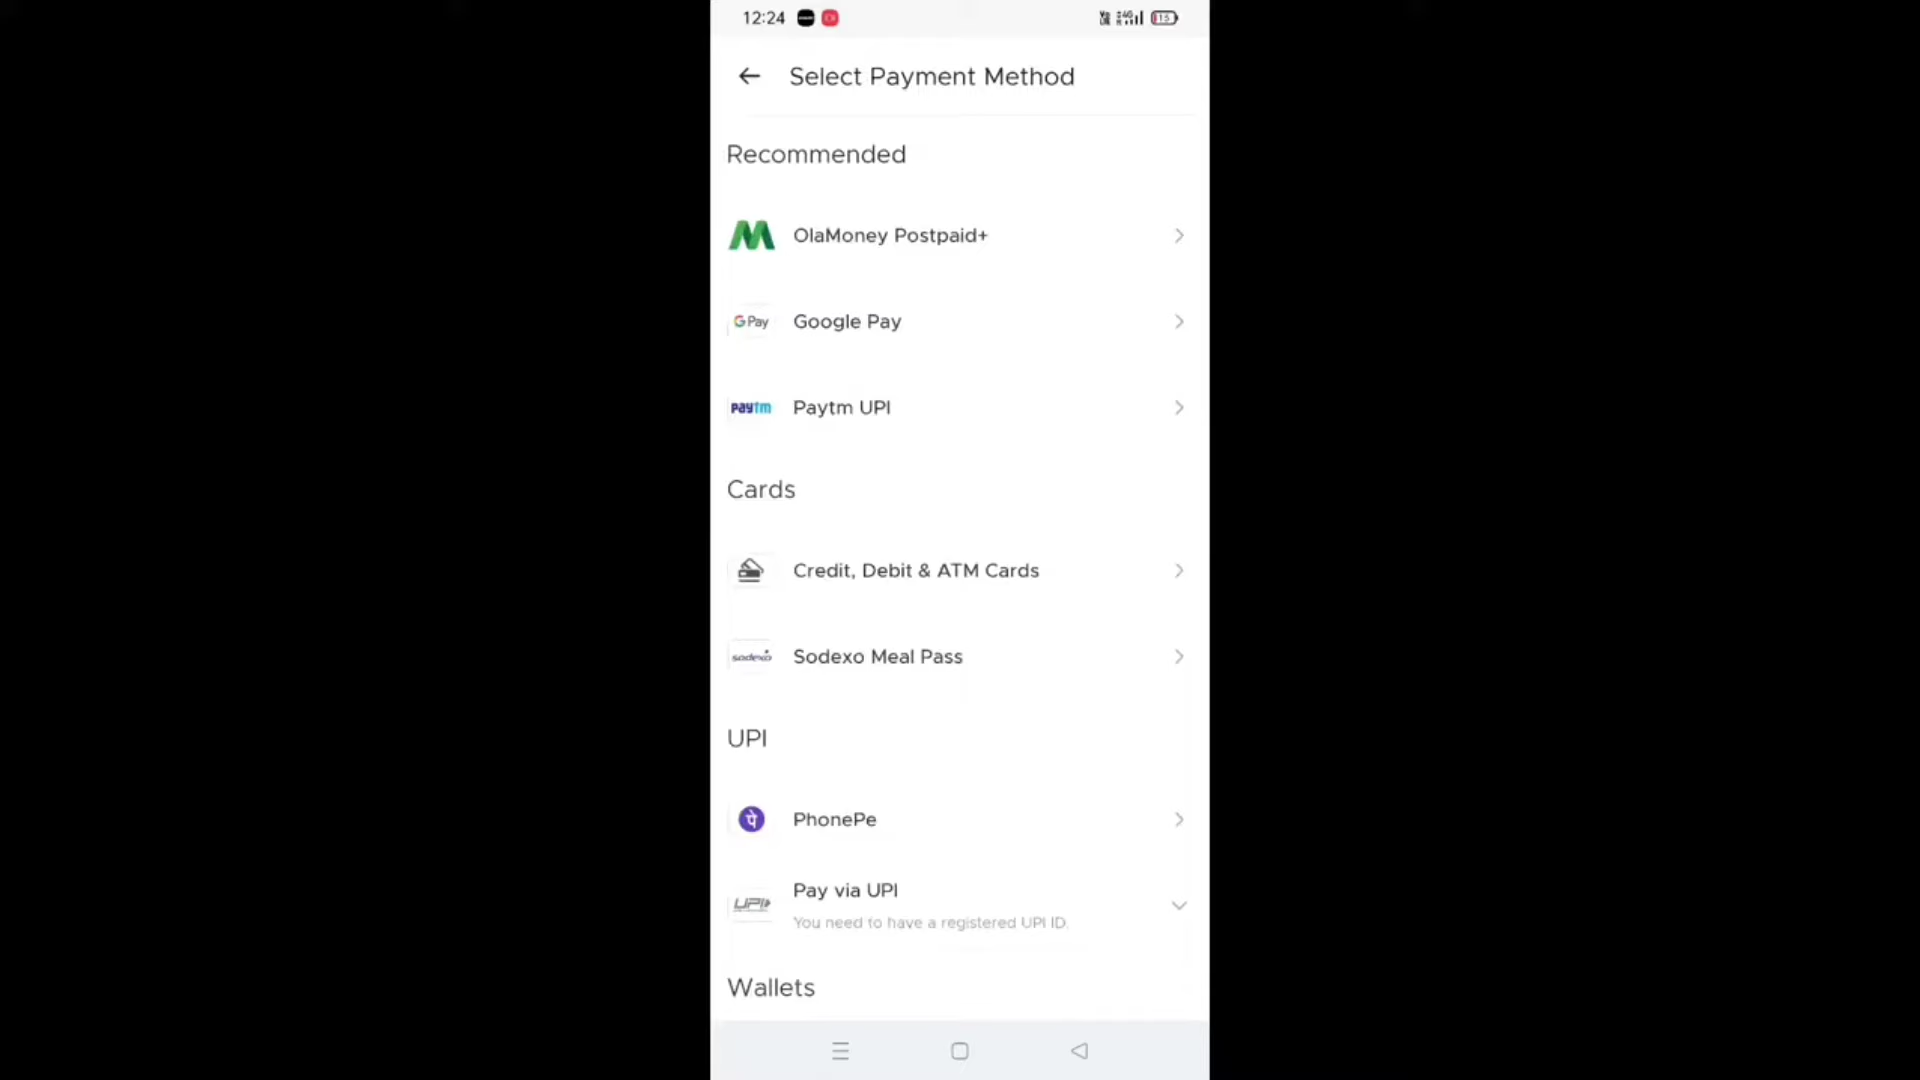 12:24
15
Select Payment Method
Recommended
OlaMoney Postpaid+
G Pay
Google Pay
paytm
Paytm UPI
Cards
Credit, Debit & ATM Cards
sodexo
Sodexo Meal Pass
UPI
पे
PhonePe
Pay via UPI
UPI
You need to have a registered UPI ID.
Wallets